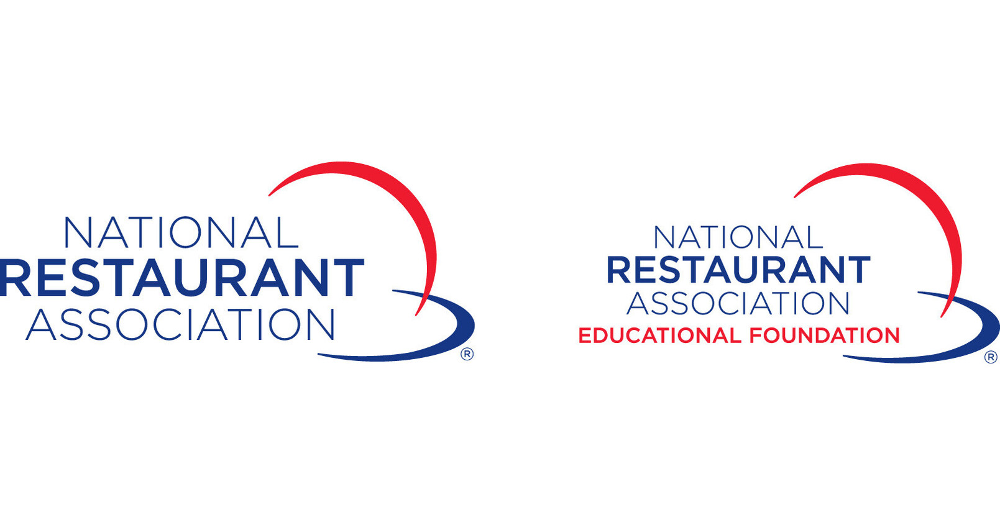 NATIONAL
RESTAURANT
ASSOCIATION
®
NATIONAL
RESTAURANT
ASSOCIATION
EDUCATIONAL FOUNDATION
®